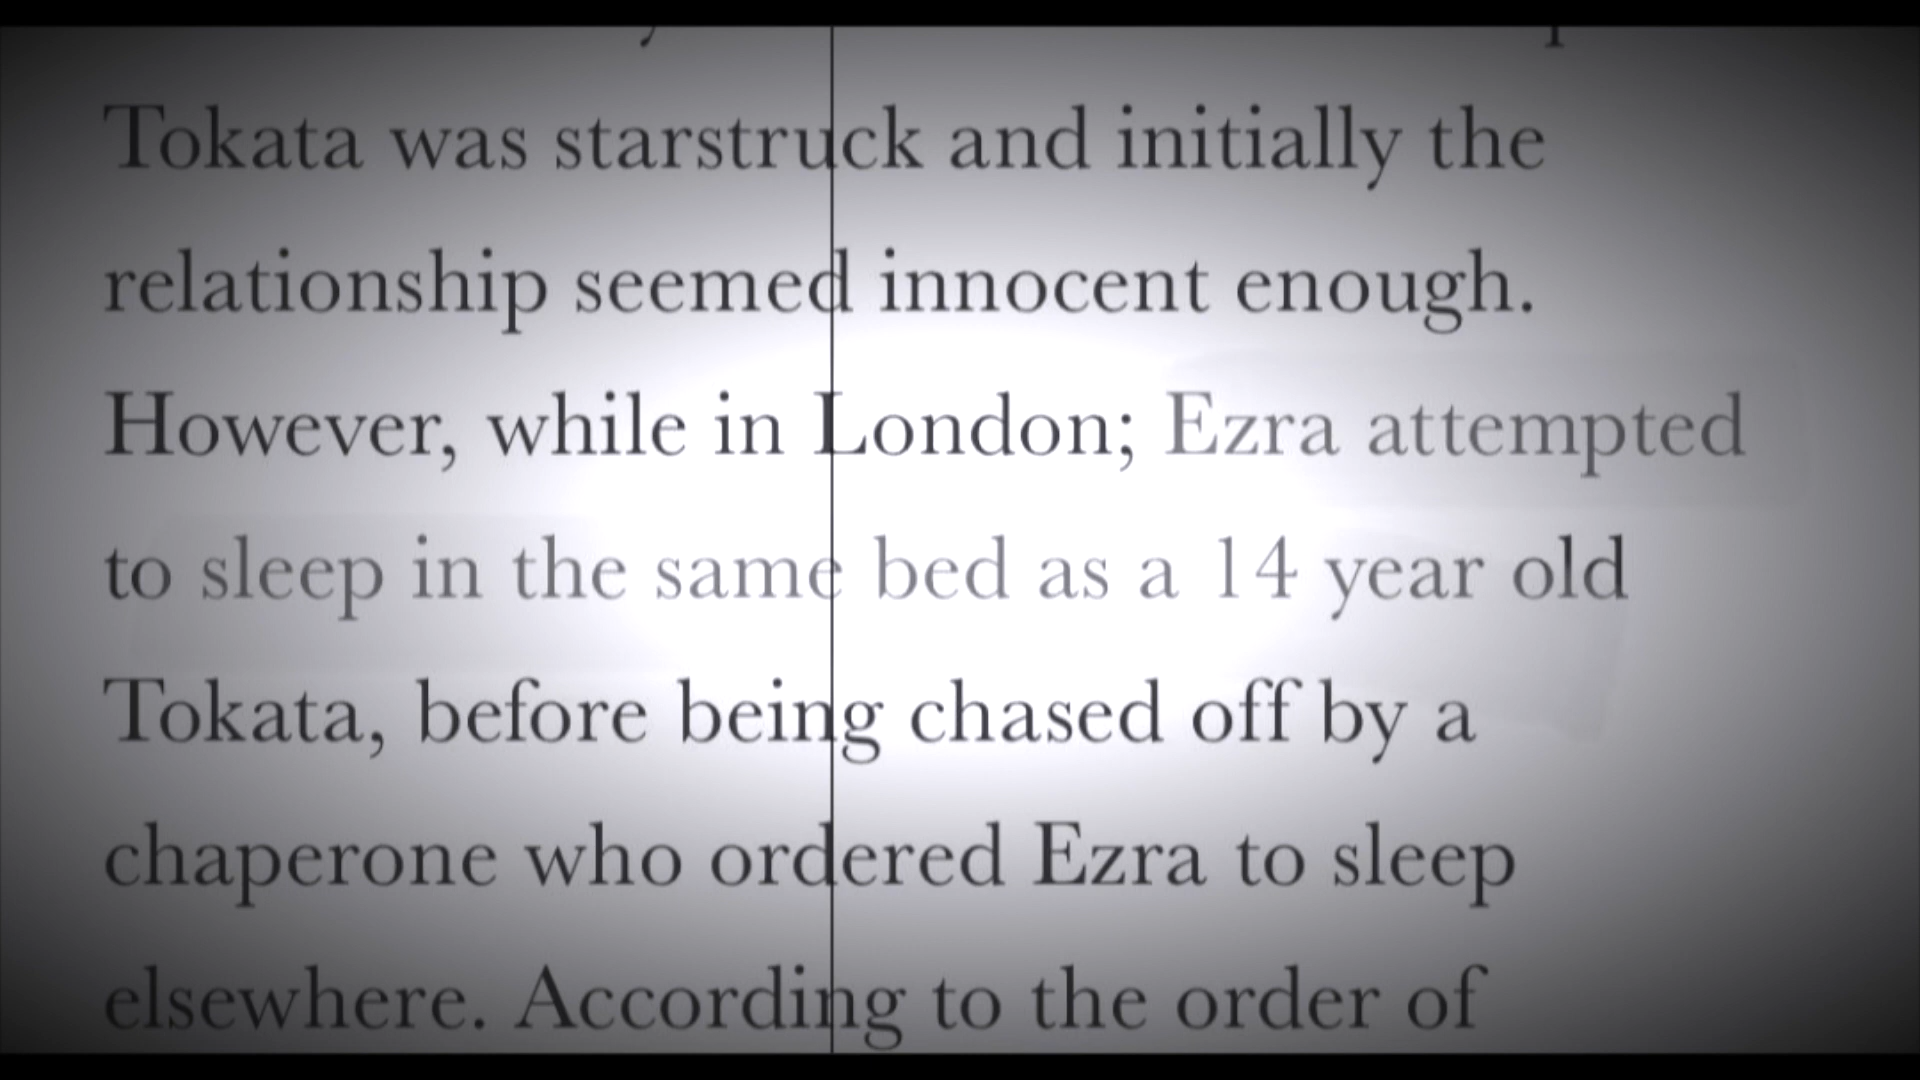 Tokata was starstruck and initially the
relationship seemed innocent enough.
However, while in London; Ezra attempted
to sleep in the same bed as a 14 year old
Tokata, before being chased off by a
chaperone who ordered Ezra to sleep
elsewhere. According to the order of